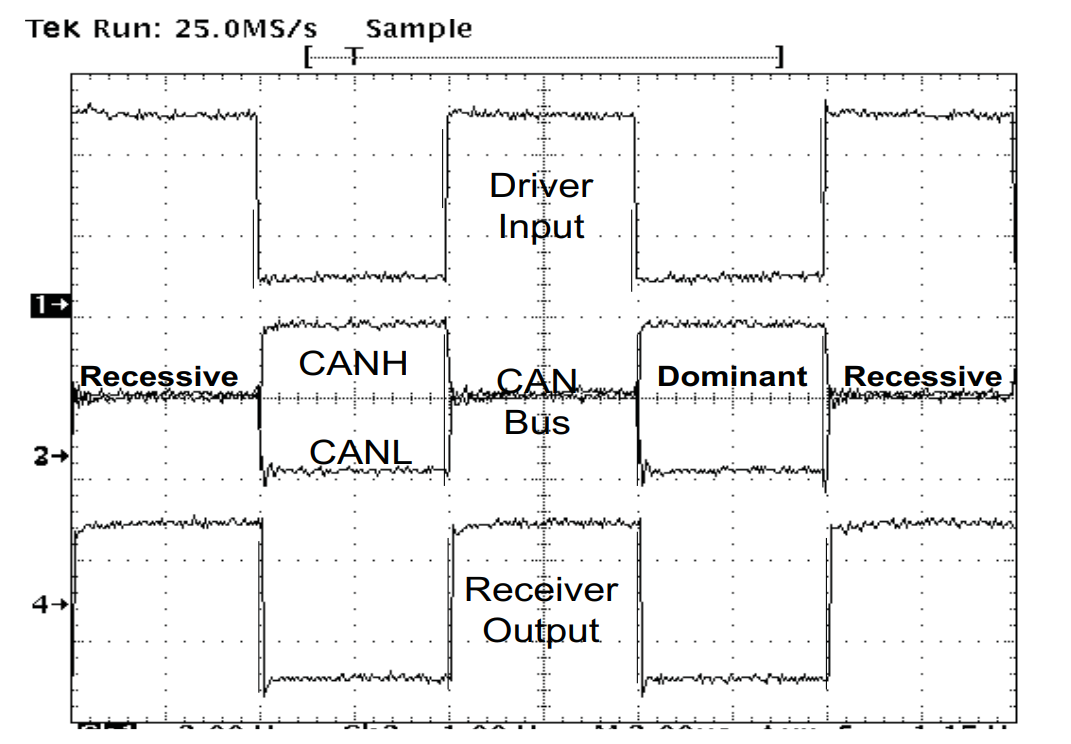 Tek Run: 25.0MS/s Sample
[ T ]
Driver
Input
1→
CANH
Recessive
CAN
Dominant
Recessive
Bus
CANL
2→
Receiver
4→
Output